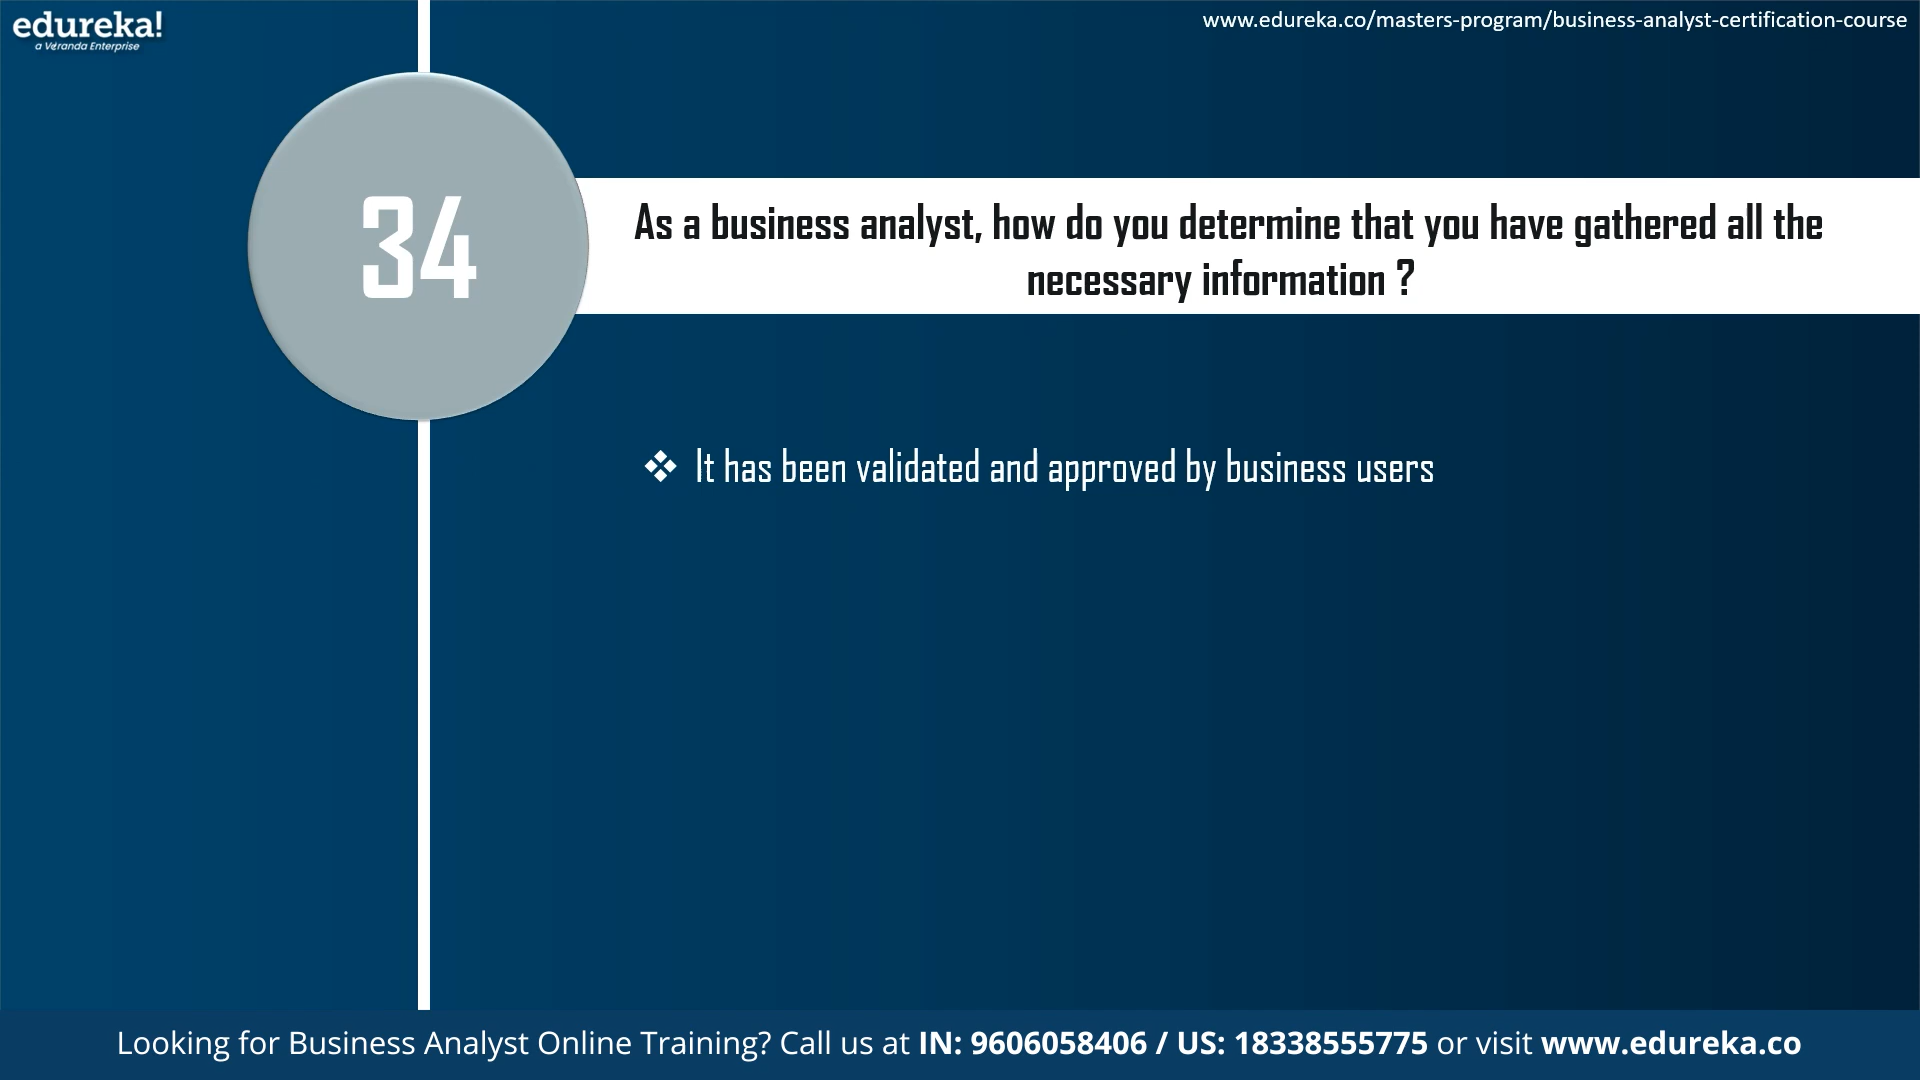 edureka!
a Veranda Enterprise
www.edureka.co/masters-program/business-analyst-certification-course
34
As a business analyst, how do you determine that you have gathered all the
necessary information ?
❖ It has been validated and approved by business users
Looking for Business Analyst Online Training? Call us at IN: 9606058406 / US: 18338555775 or visit www.edureka.co